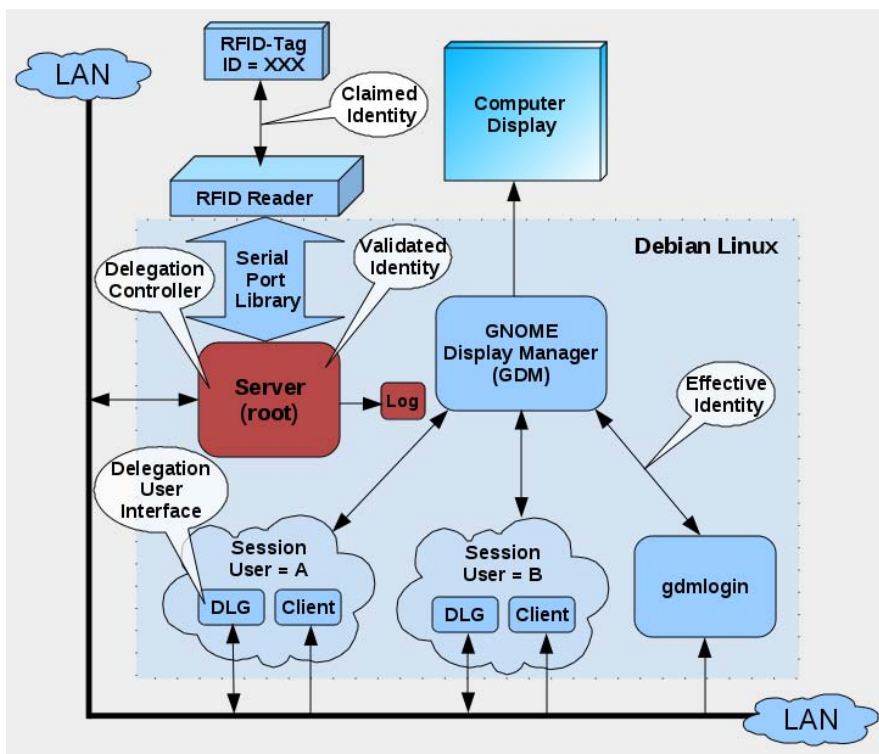 LAN
RFID-Tag
ID = XXX
Claimed
Identity
Computer
Display
RFID Reader
Debian Linux
Serial
Port
Library
Delegation
Controller
Validated
Identity
GNOME
Display Manager
(GDM)
Server
(root)
Log
Effective
Identity
Delegation
User
Interface
Session
User = A
DLG
Client
Session
User = B
DLG
Client
gdmlogin
LAN